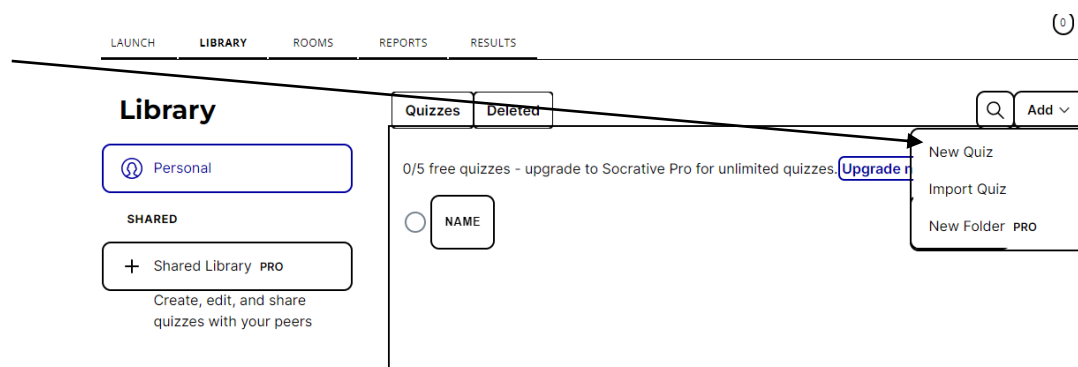 0
LAUNCH LIBRARY ROOMS REPORTS RESULTS
Library
Quizzes Deleted
Add
Personal
New Quiz
0/5 free quizzes - upgrade to Socrative Pro for unlimited quizzes. Upgrade
Import Quiz
SHARED
NAME
New Folder PRO
Shared Library PRO
Create, edit, and share
quizzes with your peers